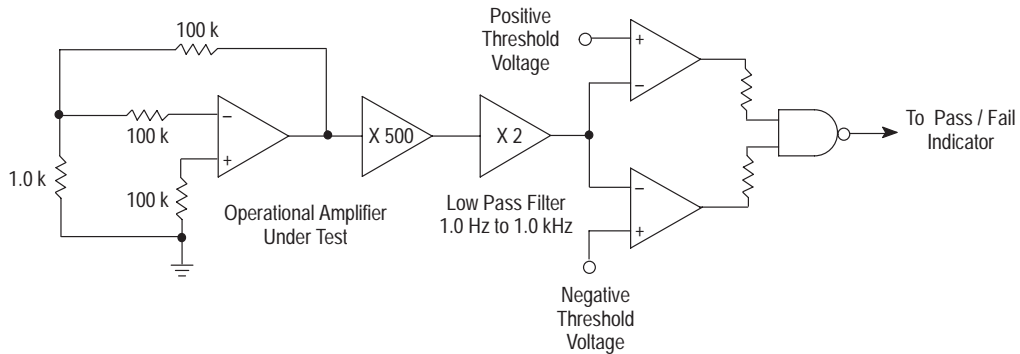 100 k
Positive
Threshold
Voltage
+
−
100 k
−
+
X 500
X 2
To Pass / Fail
Indicator
1.0 k
100 k
Operational Amplifier
Under Test
Low Pass Filter
1.0 Hz to 1.0 kHz
−
+
Negative
Threshold
Voltage